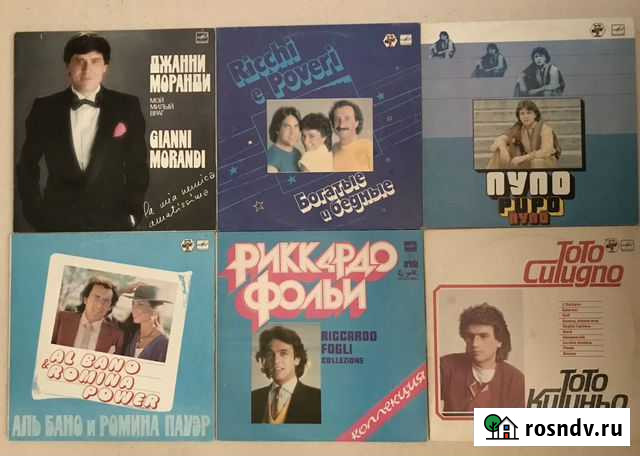 ДЖАННИ
МОРАНДИ
МОЙ
МИЛЫЙ
ВРАГ
GIANNI
MORANDI
la mia nemica
amatissima
Ricchi
e Poveri
Богатые
и бедные
ПУПО
PUPO
ПУПО
AL BANO
& ROMINA
POWER
АЛЬ БАНО И РОМИНА ПАУЭР
РИККАРДО
ФОЛЬИ
RICCARDO
FOGLI
COLLEZIONE
КОЛЛЕКЦИЯ
TOTO
CUTUGNO
ТОТО
КУТУНЬО
rosndv.ru